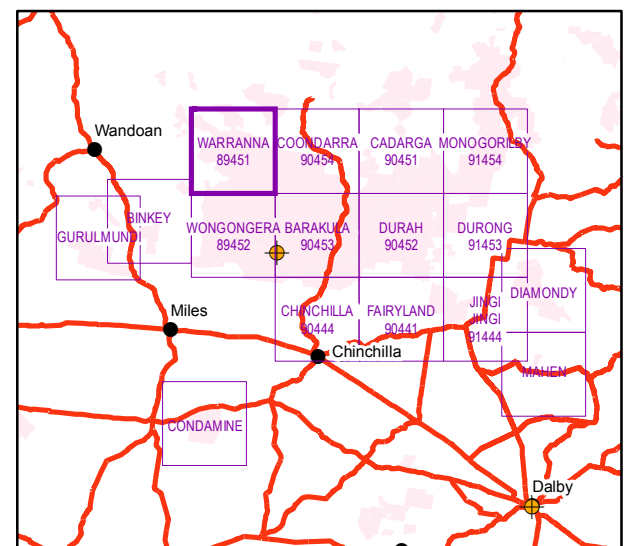 Wandoan
WARRANNA
89451
COONDARRA
90454
CADARGA
90451
MONOGORILBY
91454
BINKEY
GURULMUNDI
WONGONGERA
89452
BARAKULA
90453
DURAH
90452
DURONG
91453
DIAMONDY
Miles
CHINCHILLA
90444
FAIRYLAND
90441
JINGI
JINGI
91444
Chinchilla
MAHEN
CONDAMINE
Dalby